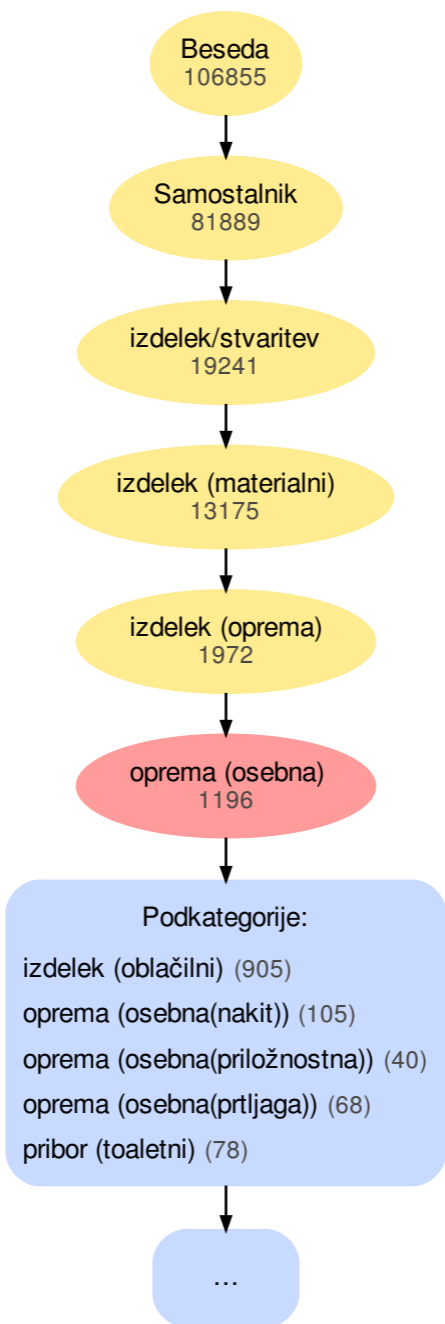 Beseda
106855
Samostalnik
81889
izdelek/stvaritev
19241
izdelek (materialni)
13175
izdelek (oprema)
1972
oprema (osebna)
1196
Podkategorije:
izdelek (oblačilni) (905)
oprema (osebna(nakit)) (105)
oprema (osebna(priložnostna)) (40)
oprema (osebna(prtljaga)) (68)
pribor (toaletni) (78)
...